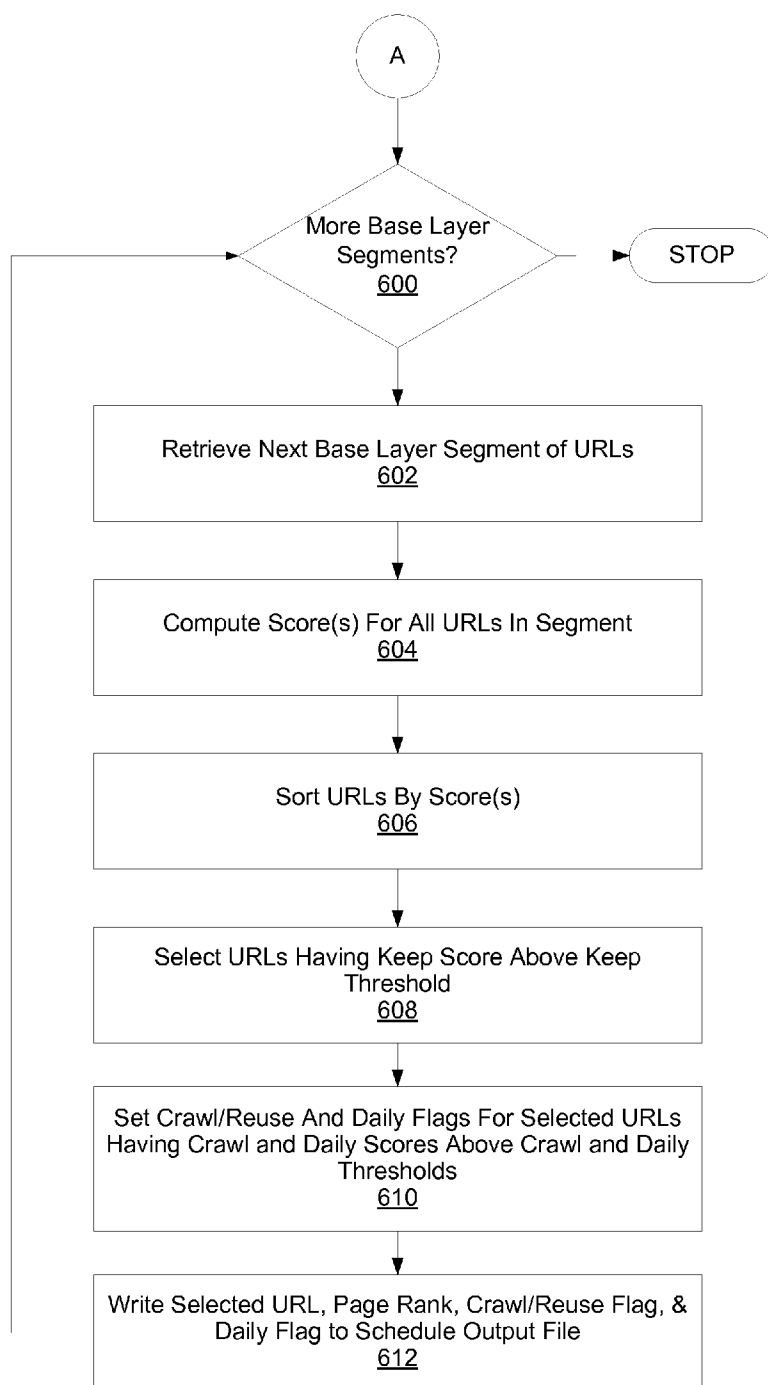 A
More Base Layer
Segments?
600
STOP
Retrieve Next Base Layer Segment of URLs
602
Compute Score(s) For All URLs In Segment
604
Sort URLs By Score(s)
606
Select URLs Having Keep Score Above Keep
Threshold
608
Set Crawl/Reuse And Daily Flags For Selected URLs
Having Crawl and Daily Scores Above Crawl and Daily
Thresholds
610
Write Selected URL, Page Rank, Crawl/Reuse Flag, &
Daily Flag to Schedule Output File
612